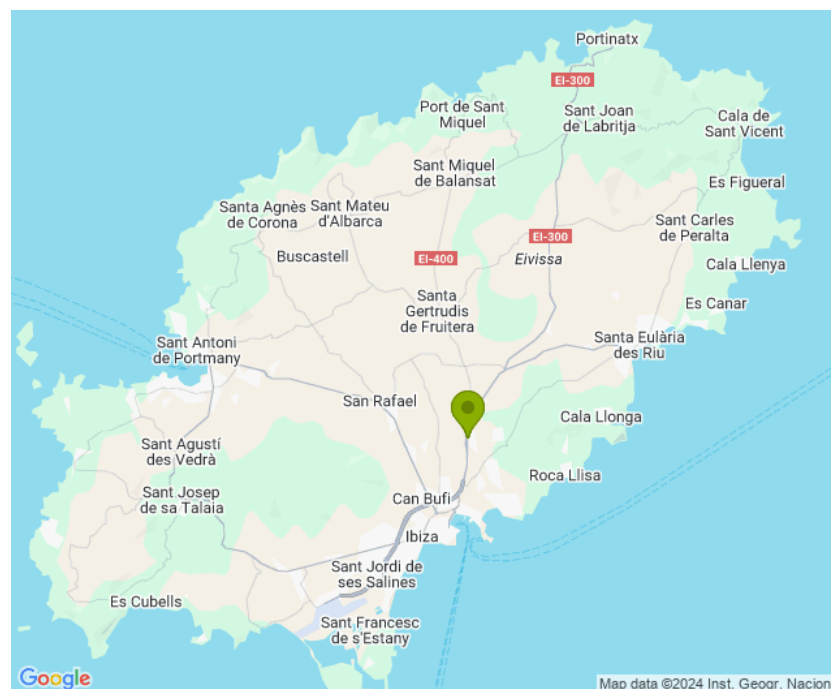 Portinatx
EI-300
Port de Sant
Miquel
Sant Joan
de Labritja
Cala de
Sant Vicent
Sant Miquel
de Balansat
Es Figueral
Santa Agnès
de Corona
Sant Mateu
d'Albarca
Sant Carles
de Peralta
EI-300
Buscastell
EI-400
Eivissa
Cala Llenya
Santa
Gertrudis
de Fruitera
Es Canar
Sant Antoni
de Portmany
Santa Eulària
des Riu
San Rafael
Cala Llonga
Sant Agustí
des Vedrà
Roca Llisa
Sant Josep
de sa Talaia
Can Bufi
Ibiza
Sant Jordi de
ses Salines
Es Cubells
Sant Francesc
de s'Estany
Google
Map data ©2024 Inst. Geogr. Nacion